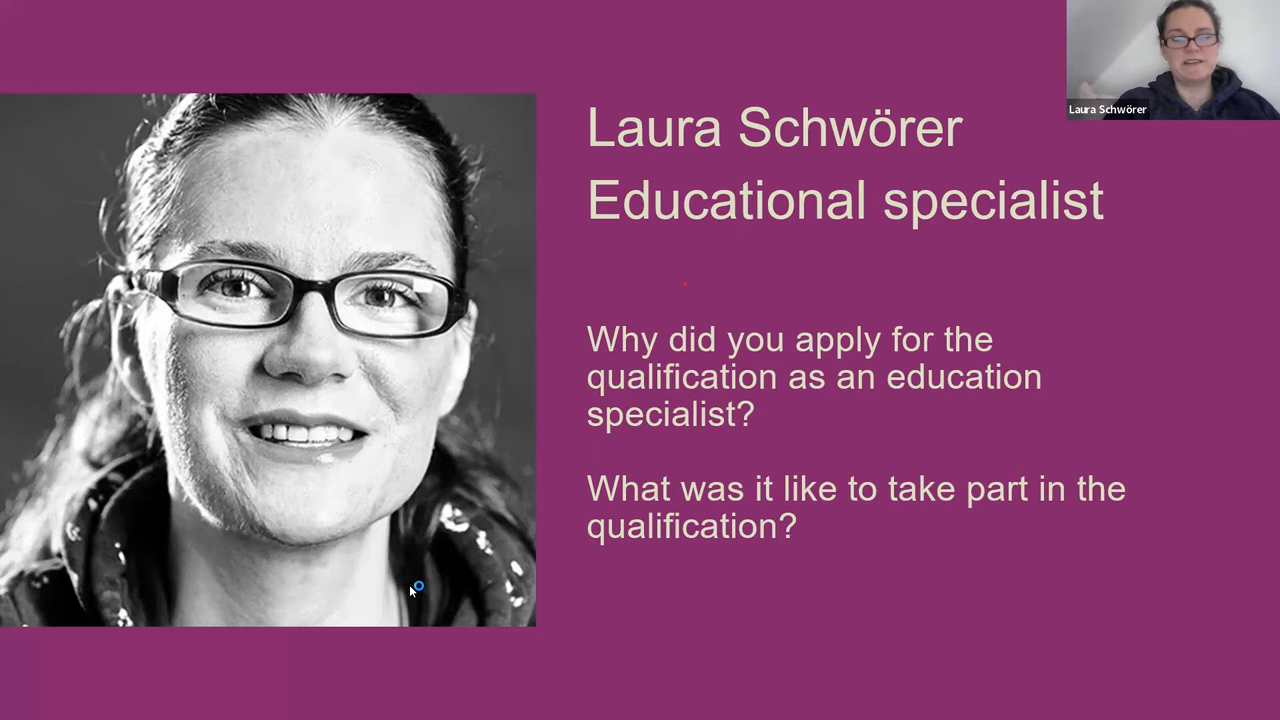 Laura Schwörer
Educational specialist
Why did you apply for the
qualification as an education
specialist?
What was it like to take part in the
qualification?
Laura Schwörer